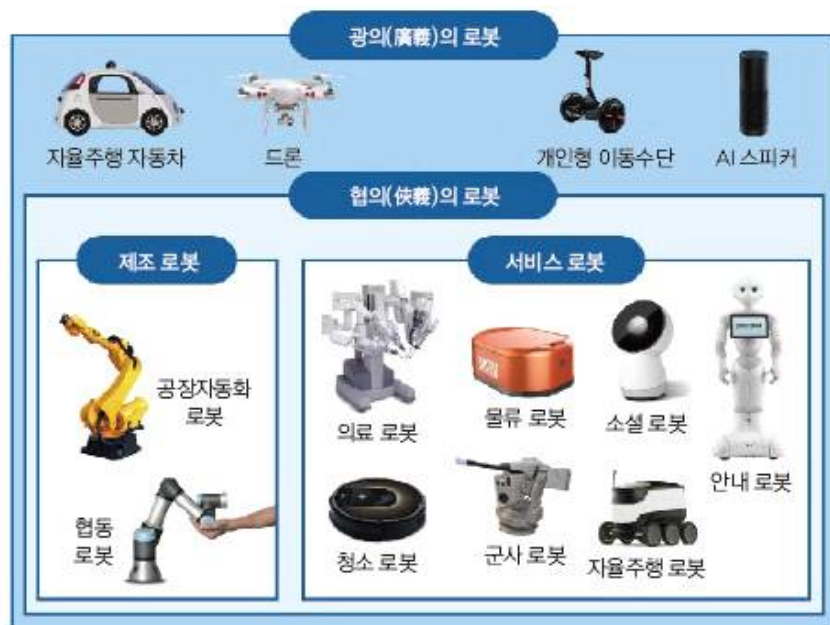 광의(廣義)의 로봇
자율주행 자동차
드론
개인형 이동수단
AI 스피커
협의(俠義)의 로봇
제조 로봇
서비스 로봇
공장자동화
로봇
협동
로봇
의료 로봇
물류 로봇
소셜 로봇
안내 로봇
청소 로봇
군사 로봇
자율주행 로봇